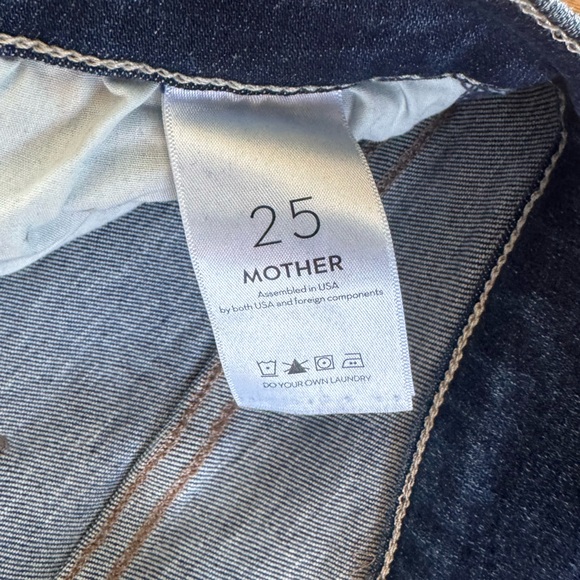 25
MOTHER
Assembled in USA
by both USA and foreign components
DO YOUR OWN LAUNDRY